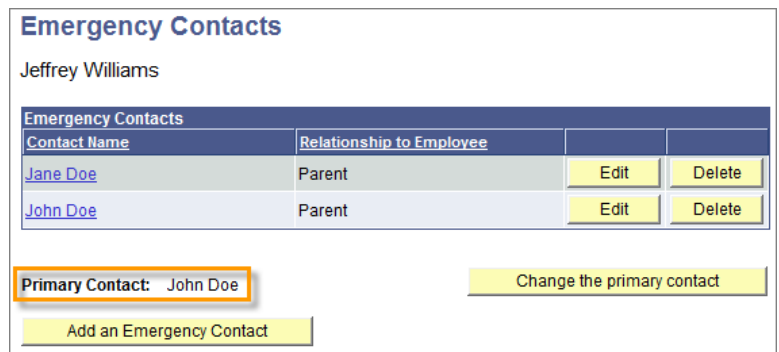 Emergency Contacts
Jeffrey Williams
Emergency Contacts
Contact Name Relationship to Employee
Jane Doe Parent Edit Delete
John Doe Parent Edit Delete
Primary Contact: John Doe Change the primary contact
Add an Emergency Contact